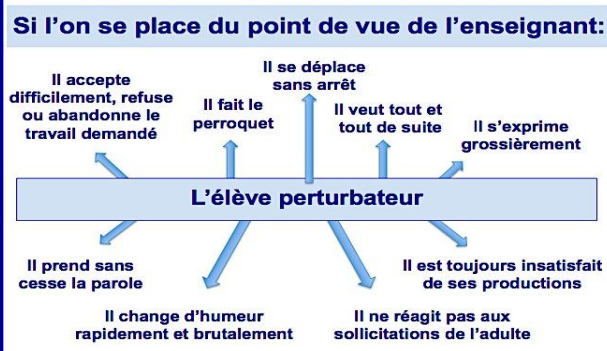 Si l'on se place du point de vue de l'enseignant:
Il se déplace
sans arrêt
Il accepte
difficilement, refuse
ou abandonne le
travail demandé
Il fait le
perroquet
Il veut tout et
tout de suite
Il s'exprime
grossièrement
L'élève perturbateur
Il prend sans
cesse la parole
Il est toujours insatisfait
de ses productions
Il change d'humeur
rapidement et brutalement
Il ne réagit pas aux
sollicitations de l'adulte